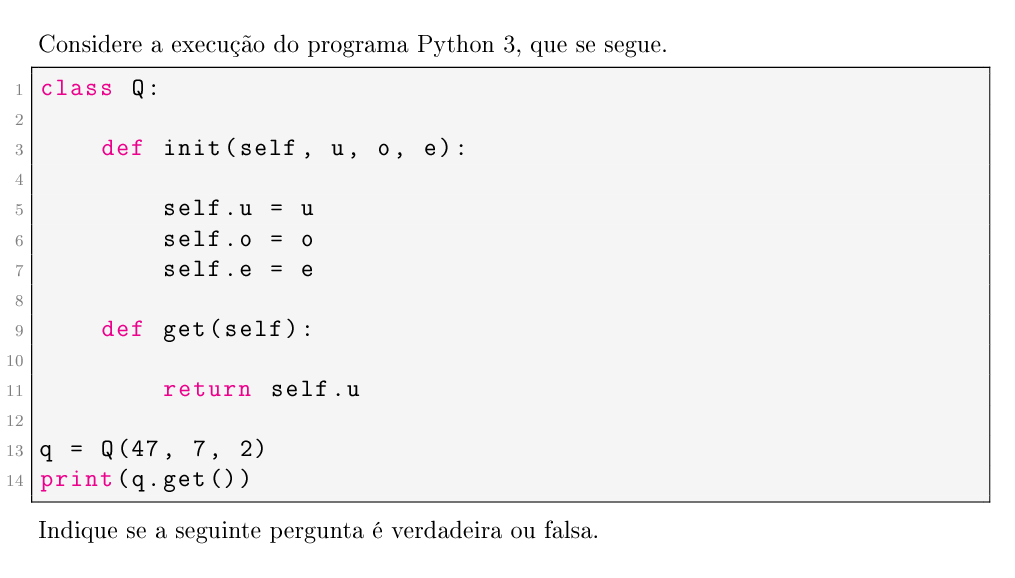 Considere a execução do programa Python 3, que se segue.
1 class Q:
2
3     def init(self, u, o, e):
4
5         self.u = u
6         self.o = o
7         self.e = e
8
9     def get(self):
10
11         return self.u
12
13 q = Q(47, 7, 2)
14 print(q.get())
Indique se a seguinte pergunta é verdadeira ou falsa.